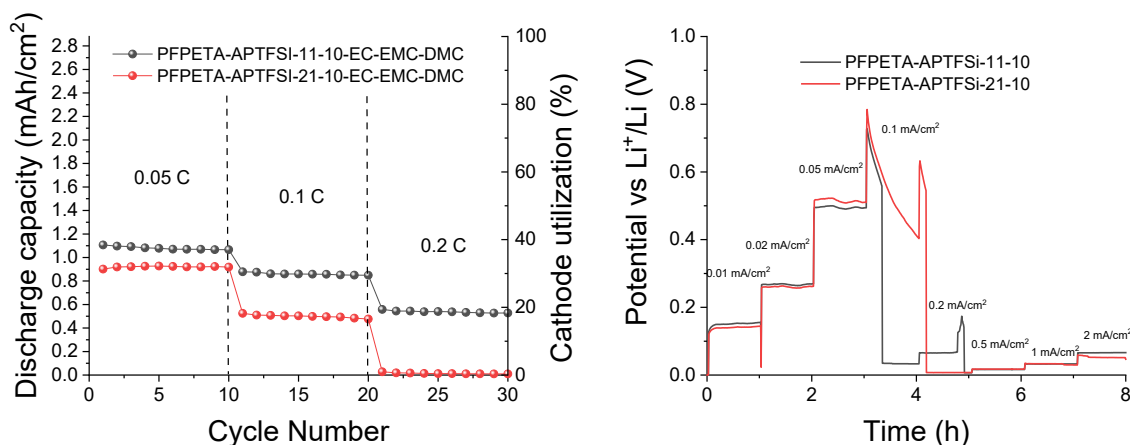 PFPETA-APTFSI-11-10-EC-EMC-DMC
PFPETA-APTFSI-21-10-EC-EMC-DMC
0.05 C
0.1 C
0.2 C
Discharge capacity (mAh/cm²)
2.8
2.6
2.4
2.2
2.0
1.8
1.6
1.4
1.2
1.0
0.8
0.6
0.4
0.2
0.0
0
10
20
30
Cycle Number
100
80
60
40
20
0
Cathode utilization (%)
PFPETA-APTFSi-11-10
PFPETA-APTFSi-21-10
0.01 mA/cm²
0.02 mA/cm²
0.05 mA/cm²
0.1 mA/cm²
0.2 mA/cm²
0.5 mA/cm²
1 mA/cm²
2 mA/cm²
Potential vs Li⁺/Li (V)
1.0
0.8
0.6
0.4
0.2
0.0
0
2
4
6
8
Time (h)